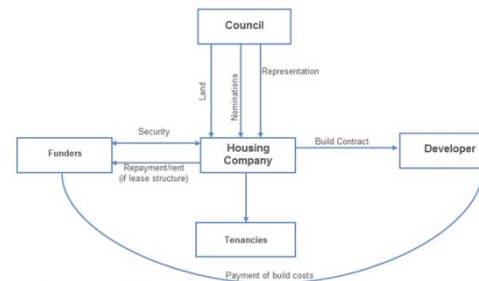 Council
Land
Nominations
Representation
Security
Build Contract
Funders
Housing
Company
Developer
Repayment/rent
(if lease structure)
Tenancies
Payment of build costs